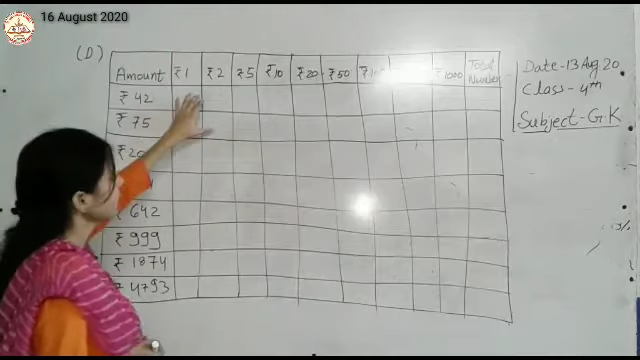 16 August 2020
(D)
Amount ₹1 ₹2 ₹5 ₹10 ₹20 ₹50 ₹1000 Total Number
₹42
₹75
₹20
₹642
₹999
₹1874
₹4793
Date-13 Aug 20
Class-4th
Subject-GK